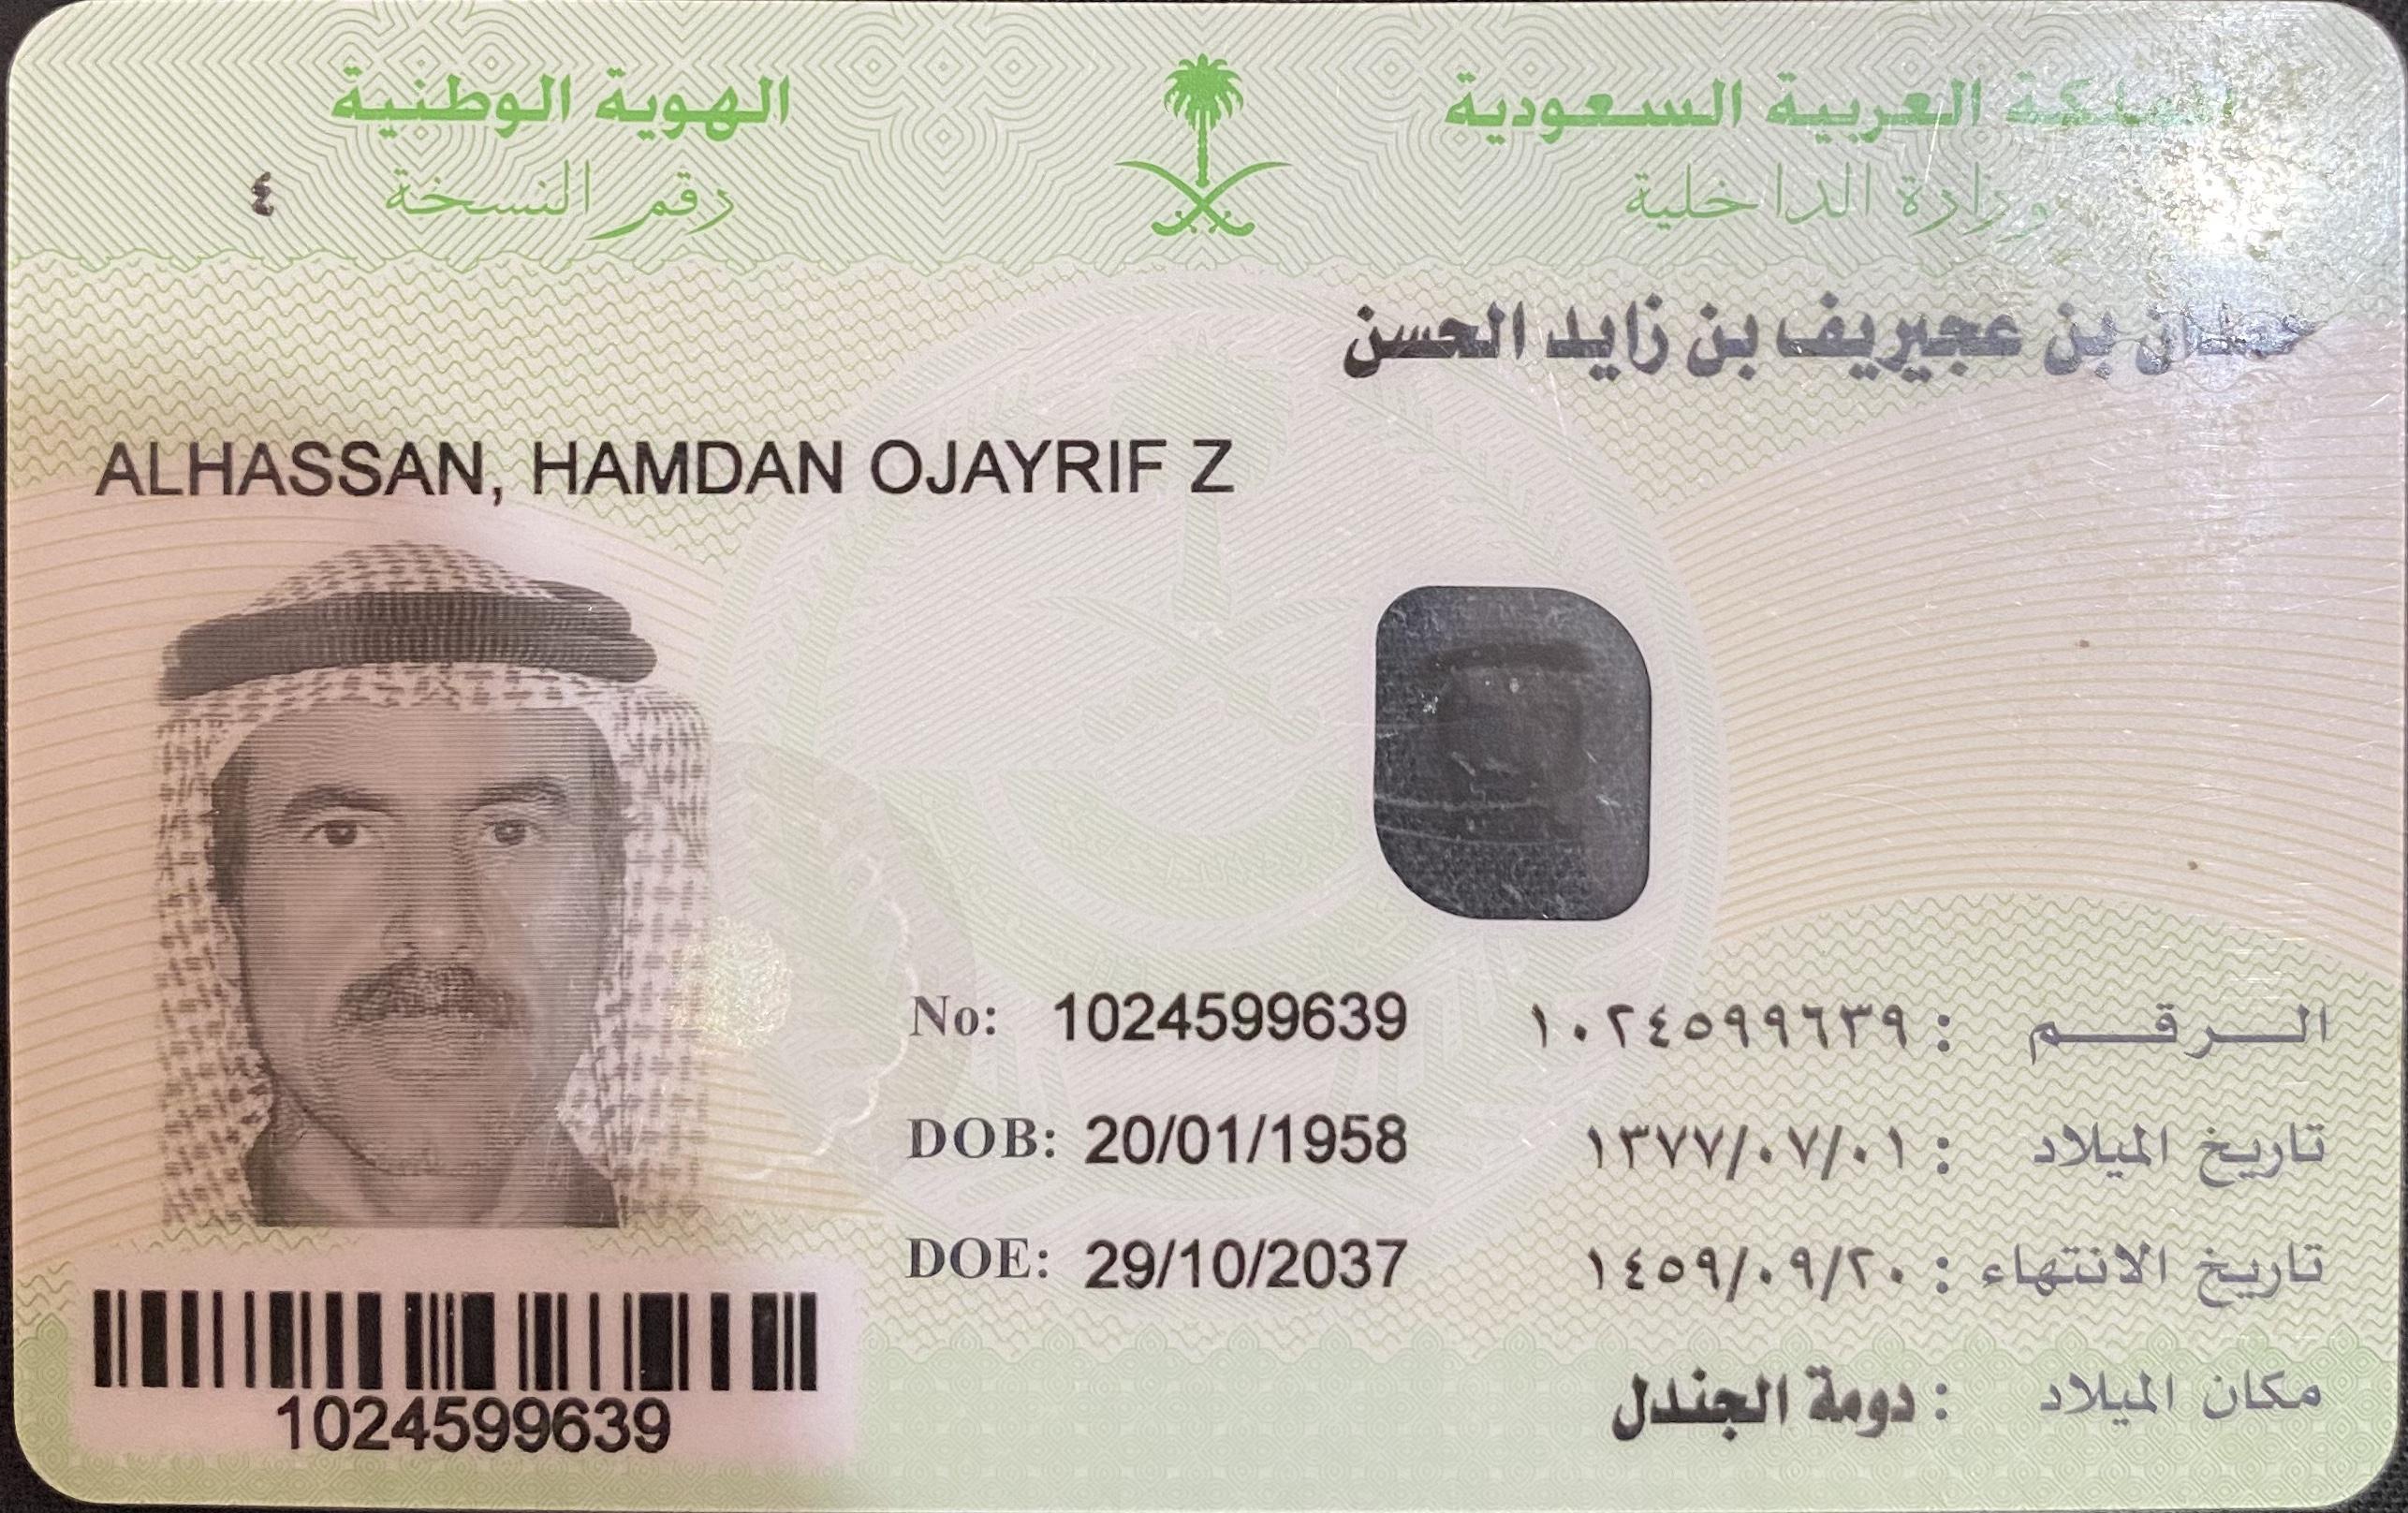 المملكة العربية السعودية
الهوية الوطنية
وزارة الداخلية
رقم النسخة ٤
حمدان بن عجيريف بن زايد الحسن
ALHASSAN, HAMDAN OJAYRIF Z
الرقم : ١٠٢٤٥٩٩٦٣٩
No: 1024599639
تاريخ الميلاد : ١٣٧٧/٠٧/٠١
DOB: 20/01/1958
تاريخ الانتهاء : ١٤٥٩/٠٩/٢٠
DOE: 29/10/2037
مكان الميلاد : دومة الجندل
1024599639